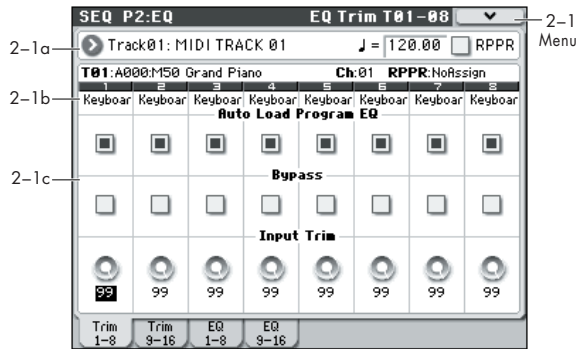 SEQ P2:EQ EQ Trim T01-08
2-1
Menu
2-1a
Track01: MIDI TRACK 01 ♩= 120.00 RPPR
T01:A000:M50 Grand Piano Ch:01 RPPR:NoAssign
2-1b
1 2 3 4 5 6 7 8
Keyboar Keyboar Keyboar Keyboar Keyboar Keyboar Keyboar Keyboar
Auto Load Program EQ
2-1c
Bypass
Input Trim
99 99 99 99 99 99 99 99
Trim 1-8 Trim 9-16 EQ 1-8 EQ 9-16